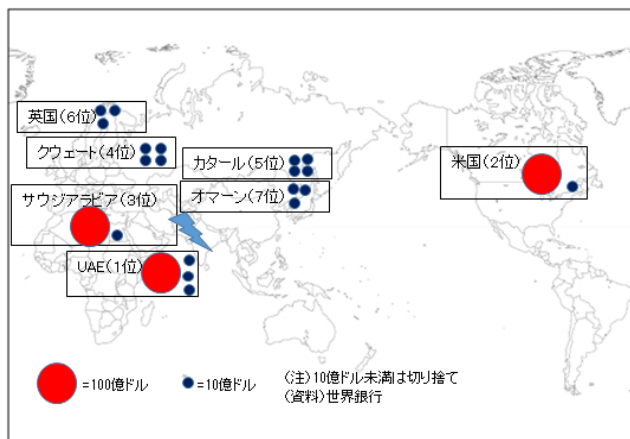 英国(6位)
クウェート(4位)
カタール(5位)
米国(2位)
サウジアラビア(3位)
オマーン(7位)
UAE(1位)
=100億ドル
=10億ドル
(注)10億ドル未満は切り捨て
(資料)世界銀行